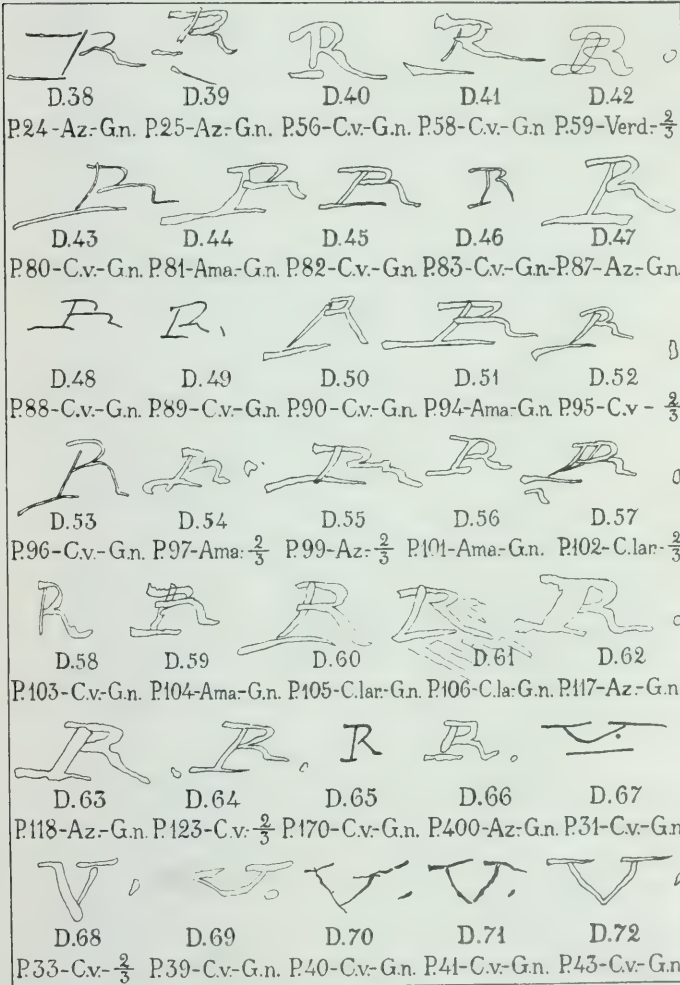 D.38 D.39 D.40 D.41 D.42
P.24-Az.-G.n. P.25-Az.-G.n. P.56-C.v.-G.n. P.58-C.v.-G.n P.59-Verd.-2/3
D.43 D.44 D.45 D.46 D.47
P.80-C.v.-G.n. P.81-Ama.-G.n. P.82-C.v.-G.n. P.83-C.v.-G.n.-P.87-Az.-G.n.
D.48 D.49 D.50 D.51 D.52
P.88-C.v.-G.n. P.89-C.v.-G.n. P.90-C.v.-G.n. P.94-Ama.-G.n P.95-C.v - 2/3
D.53 D.54 D.55 D.56 D.57
P.96-C.v.-G.n. P.97-Ama.-2/3 P.99-Az.-2/3 P.101-Ama.-G.n. P.102-C.lar.-2/3
D.58 D.59 D.60 D.61 D.62
P.103-C.v.-G.n. P.104-Ama.-G.n. P.105-C.lar.-G.n. P.106-C.la.-G.n. P.117-Az.-G.n
D.63 D.64 D.65 D.66 D.67
P.118-Az.-G.n. P.123-C.v.-2/3 P.170-C.v.-G.n. P.400-Az-G.n. P.31-C.v.-G.n
D.68 D.69 D.70 D.71 D.72
P.33-C.v.-2/3 P.39-C.v.-G.n. P.40-C.v.-G.n. P.41-C.v.-G.n. P.43-C.v.-G.n